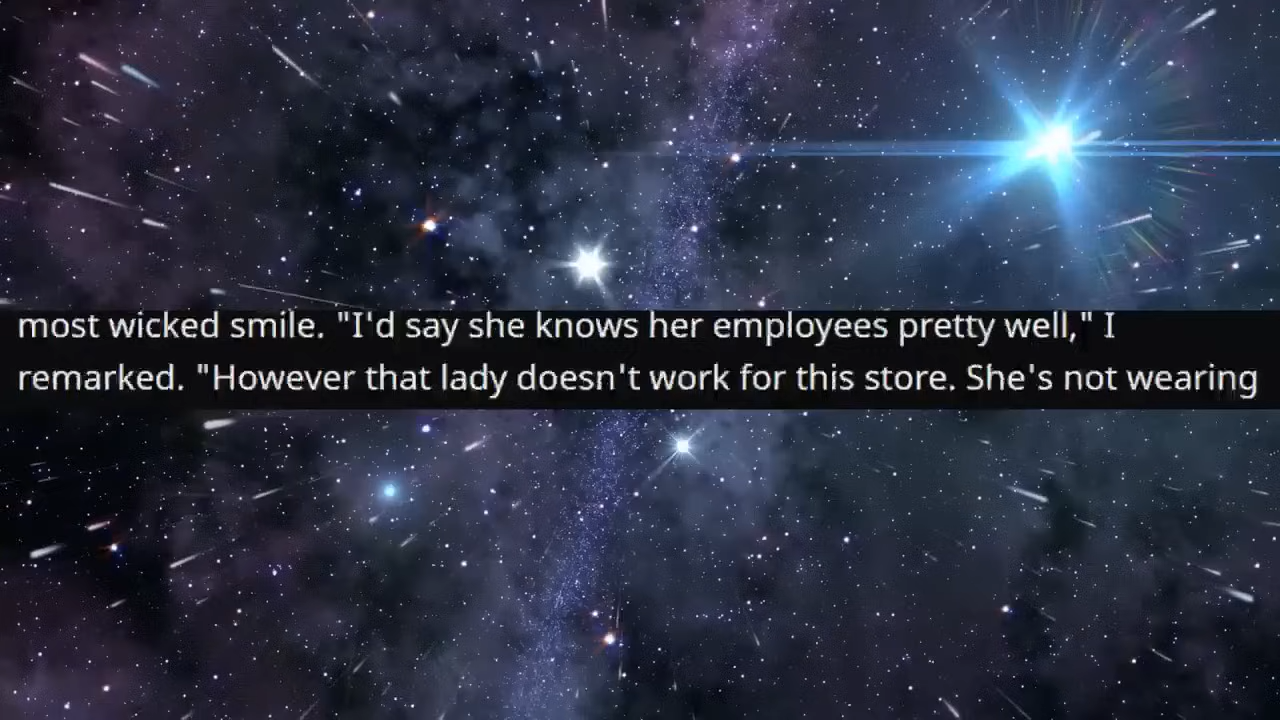 most wicked smile. "I'd say she knows her employees pretty well," I
remarked. "However that lady doesn't work for this store. She's not wearing